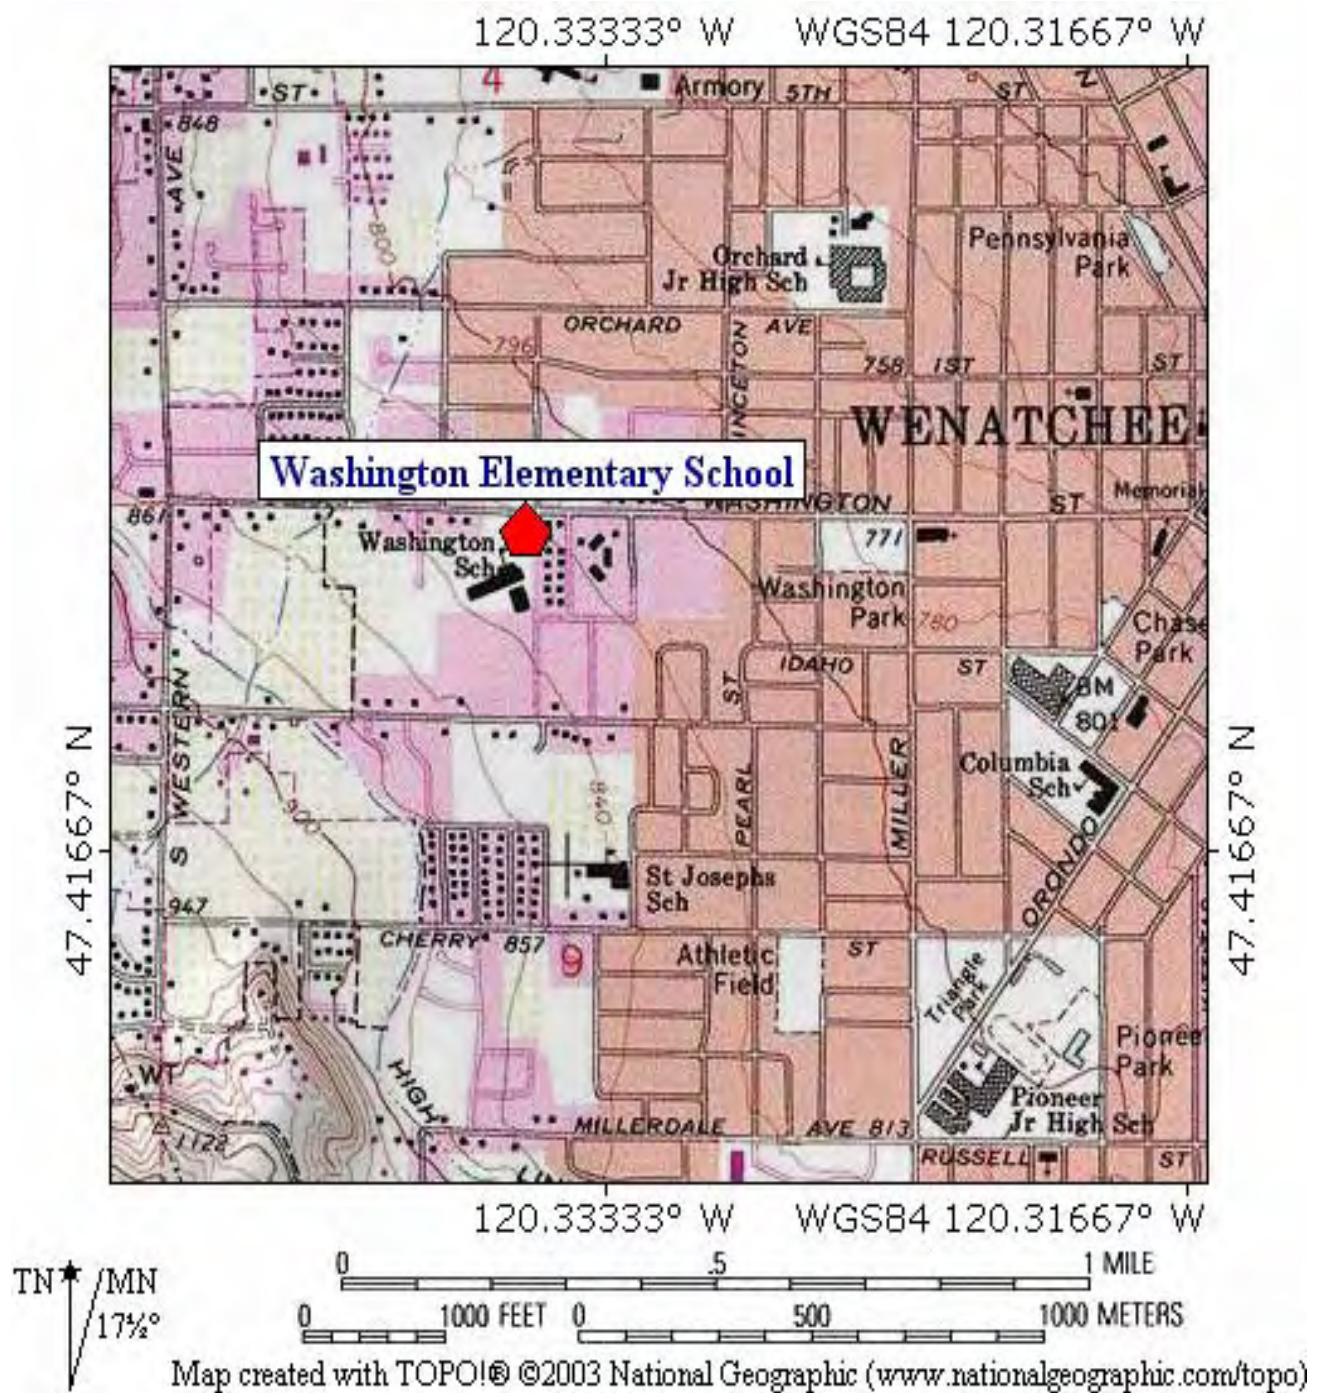 120.33333° W WGS84 120.31667° W
4
ST
Armory
5TH
ST
N
848
AVE
800
Orchard
Jr High Sch
Pennsylvania
Park
ORCHARD AVE
796
758 1ST ST
WENATCHEE
Washington Elementary School
WASHINGTON ST
Memorial
861
Washington
Sch
771
Washington
Park
780
Chase
Park
IDAHO ST
BM
801
ST
PEARL
MILLER
Columbia
Sch
S WESTERN
47.41667° N
47.41667° N
840
900
ORONDO
St Josephs
Sch
947
CHERRY 857
9
ST
Athletic
Field
Triangle
Park
Pioneer
Park
HIGH
WT
1122
Pioneer
Jr High Sch
MILLERDALE AVE 813
RUSSELL ST
120.33333° W WGS84 120.31667° W
TN MN
17½°
0 .5 1 MILE
0 1000 FEET 0 500 1000 METERS
Map created with TOPO!® ©2003 National Geographic (www.nationalgeographic.com/topo)